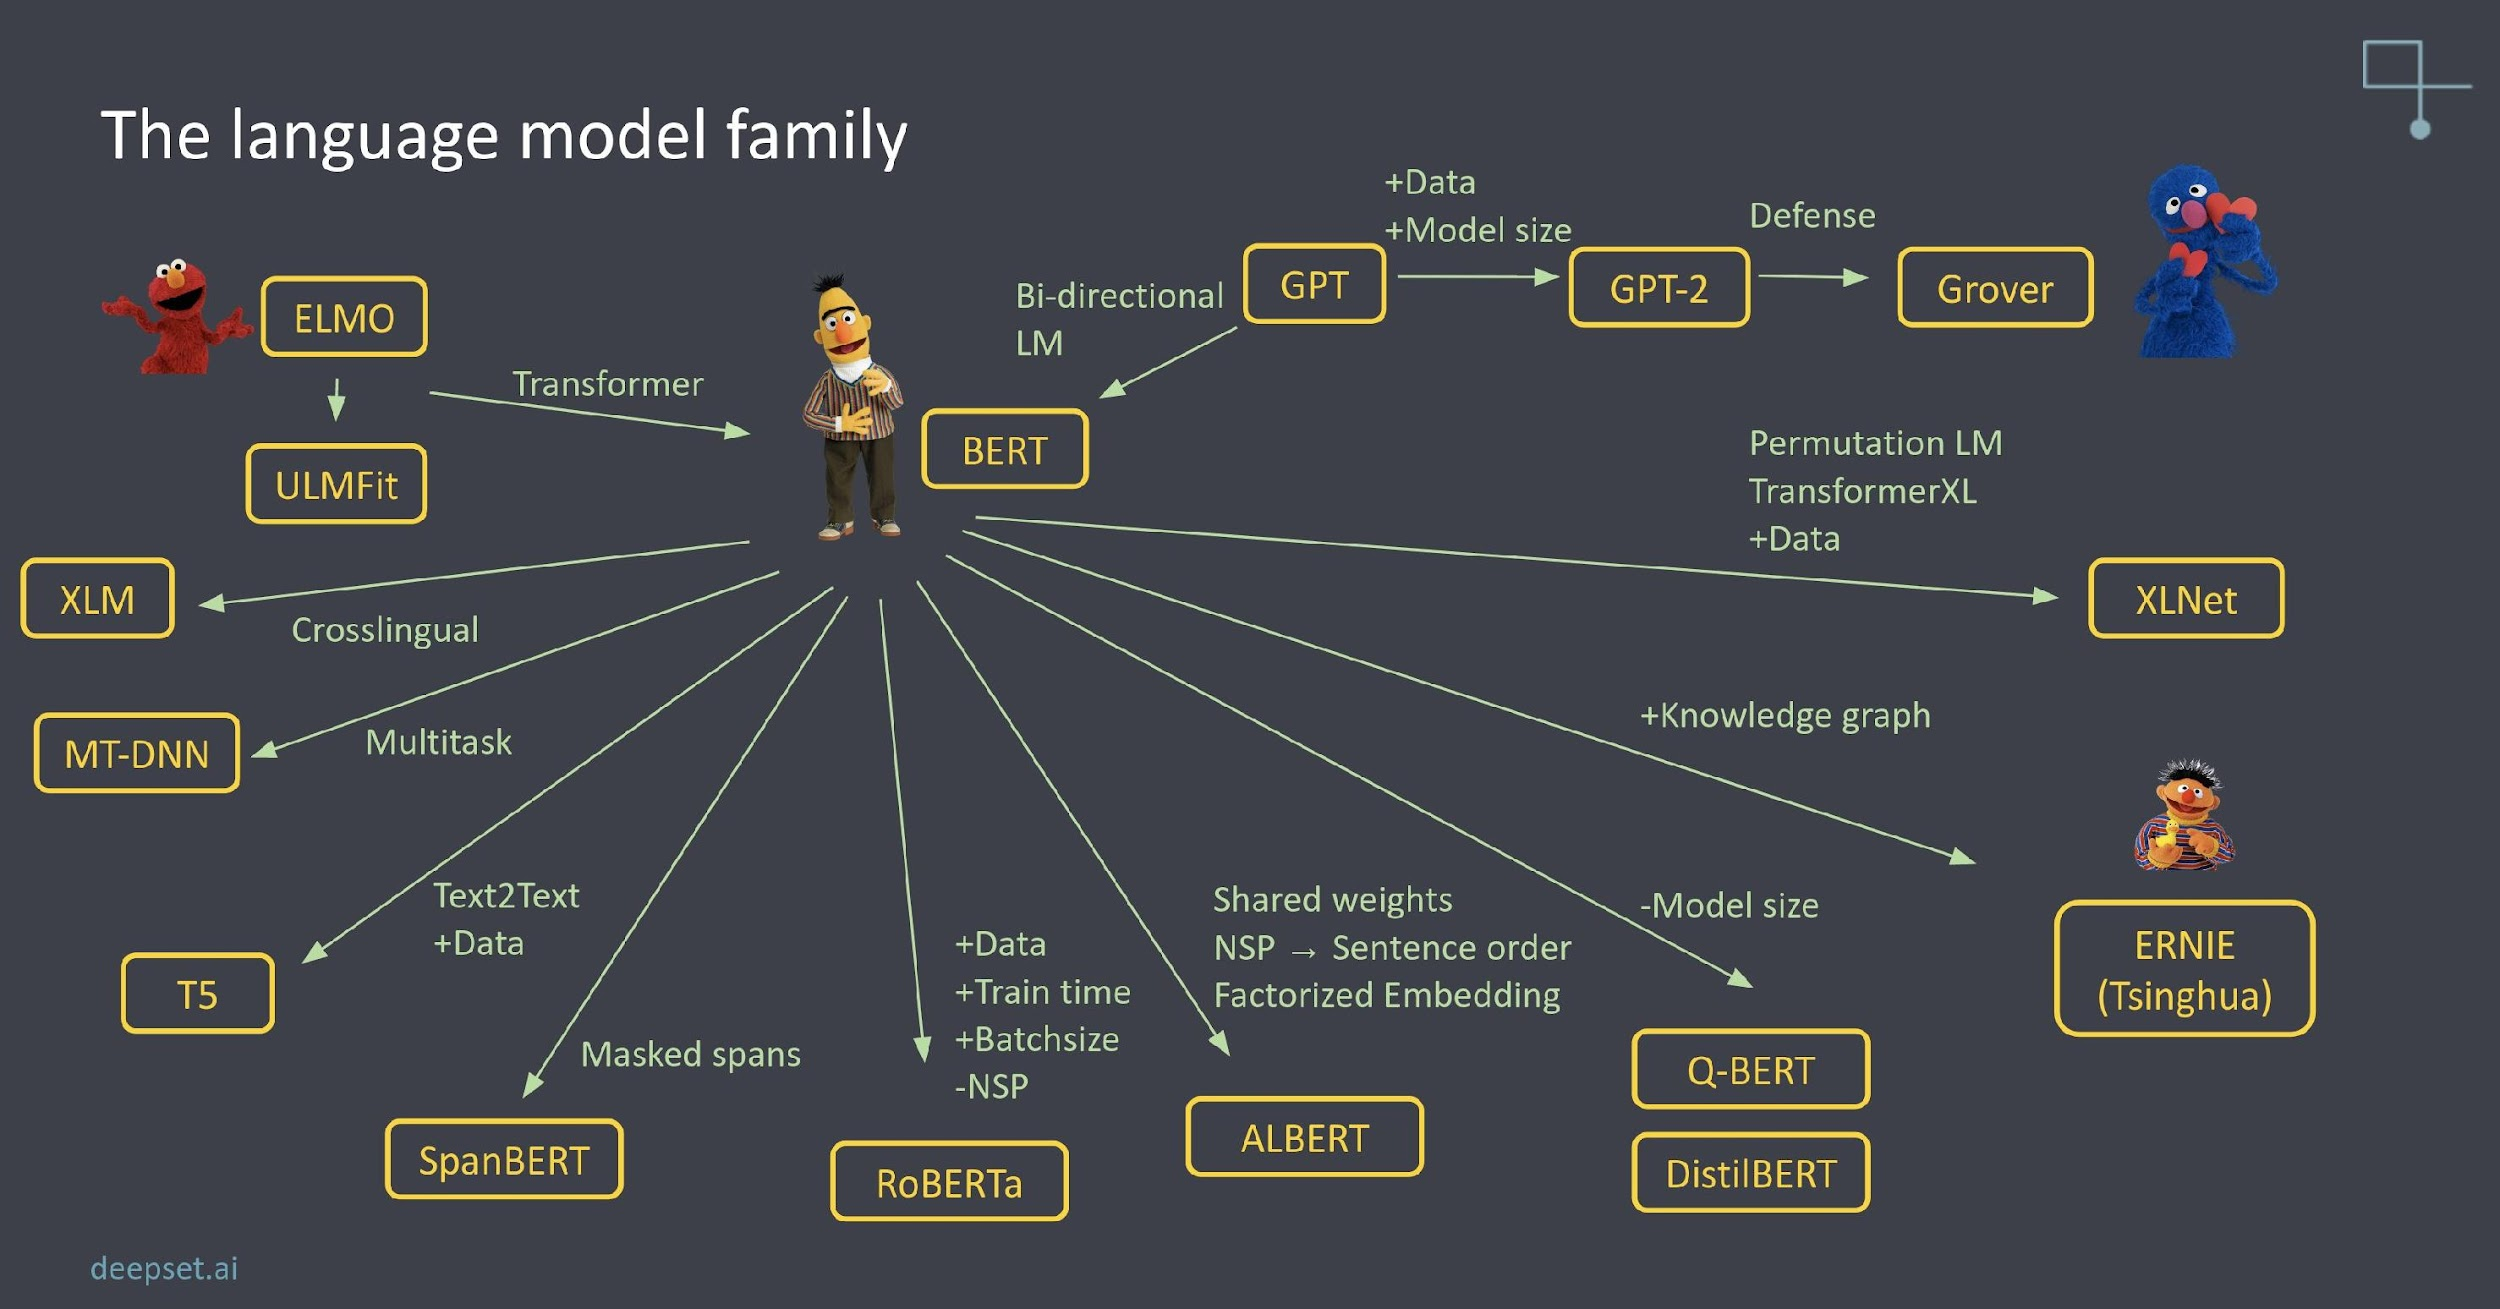 The language model family
+Data
+Model size
Defense
GPT
GPT-2
Grover
Bi-directional
LM
ELMO
Transformer
ULMFit
BERT
Permutation LM
TransformerXL
+Data
XLM
Crosslingual
XLNet
MT-DNN
Multitask
+Knowledge graph
Text2Text
+Data
T5
Masked spans
SpanBERT
+Data
+Train time
+Batchsize
-NSP
RoBERTa
Shared weights
NSP → Sentence order
Factorized Embedding
ALBERT
-Model size
Q-BERT
DistilBERT
ERNIE
(Tsinghua)
deepset.ai